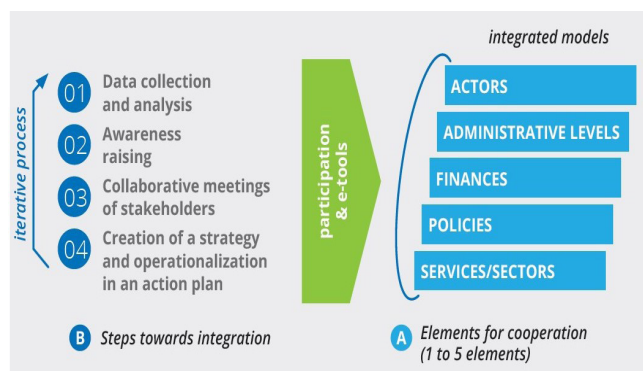 iterative process
01
Data collection
and analysis
02
Awareness
raising
03
Collaborative meetings
of stakeholders
04
Creation of a strategy
and operationalization
in an action plan
B
Steps towards integration
participation
& e-tools
integrated models
ACTORS
ADMINISTRATIVE LEVELS
FINANCES
POLICIES
SERVICES/SECTORS
A
Elements for cooperation
(1 to 5 elements)